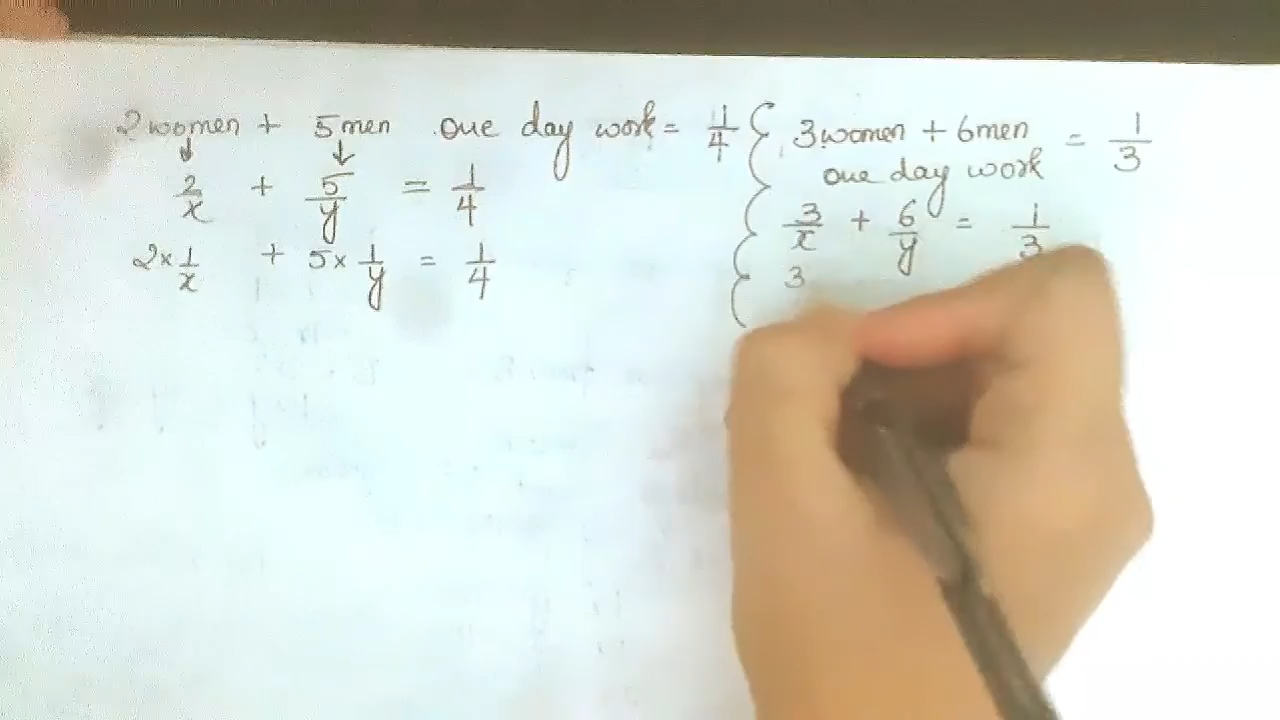 2 women + 5 men one day work = 1/4
2/x + 5/y = 1/4
2 × 1/x + 5 × 1/y = 1/4
3 women + 6 men = 1/3
one day work
3/x + 6/y = 1/3
3